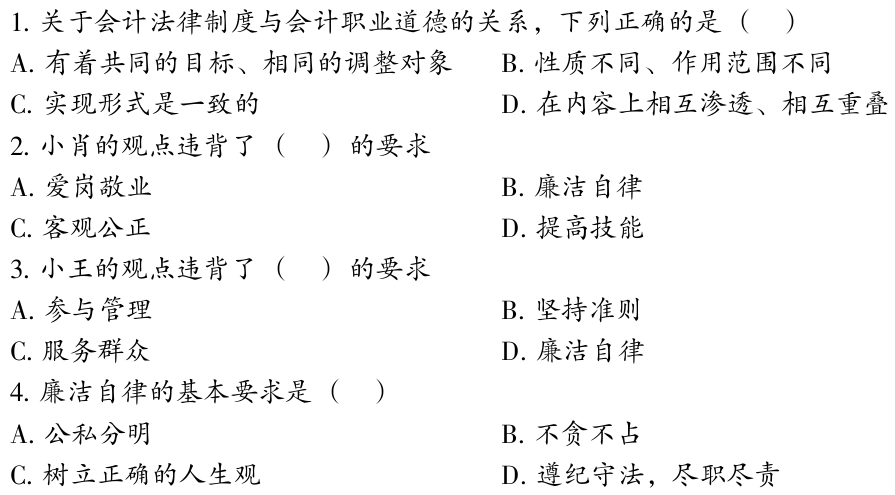 1. 关于会计法律制度与会计职业道德的关系，下列正确的是（　）
A. 有着共同的目标、相同的调整对象　B. 性质不同、作用范围不同
C. 实现形式是一致的　D. 在内容上相互渗透、相互重叠
2. 小肖的观点违背了（　）的要求
A. 爱岗敬业　B. 廉洁自律
C. 客观公正　D. 提高技能
3. 小王的观点违背了（　）的要求
A. 参与管理　B. 坚持准则
C. 服务群众　D. 廉洁自律
4. 廉洁自律的基本要求是（　）
A. 公私分明　B. 不贪不占
C. 树立正确的人生观　D. 遵纪守法，尽职尽责